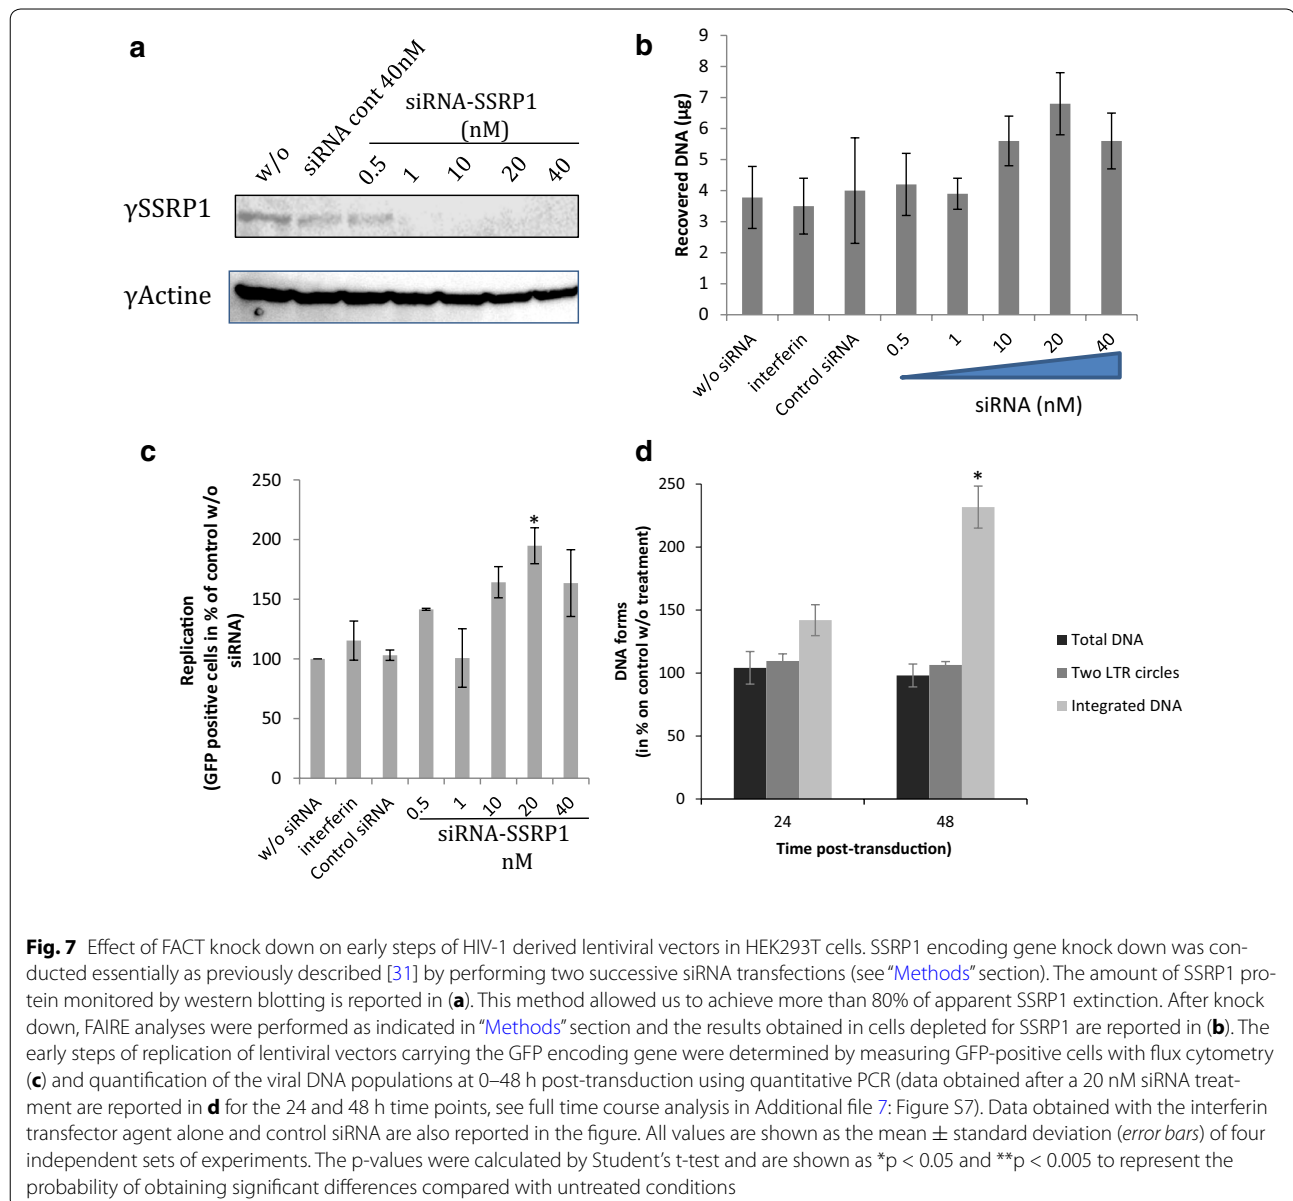 a
w/o
siRNA cont 40nM
siRNA-SSRP1
(nM)
0.5
1
10
20
40
γSSRP1
γActine
b
Recovered DNA (µg)
9
8
7
6
5
4
3
2
1
0
w/o siRNA
interferin
Control siRNA
0.5
1
10
20
40
siRNA (nM)
c
Replication
(GFP positive cells in % of control w/o
siRNA)
250
200
150
100
50
0
*
w/o siRNA
interferin
Control siRNA
0.5
1
10
20
40
siRNA-SSRP1
nM
d
DNA forms
(in % on control w/o treatment)
250
200
150
100
50
0
*
24
48
Time post-transduction)
Total DNA
Two LTR circles
Integrated DNA
Fig. 7 Effect of FACT knock down on early steps of HIV-1 derived lentiviral vectors in HEK293T cells. SSRP1 encoding gene knock down was con-
ducted essentially as previously described [31] by performing two successive siRNA transfections (see “Methods” section). The amount of SSRP1 pro-
tein monitored by western blotting is reported in (a). This method allowed us to achieve more than 80% of apparent SSRP1 extinction. After knock
down, FAIRE analyses were performed as indicated in “Methods” section and the results obtained in cells depleted for SSRP1 are reported in (b). The
early steps of replication of lentiviral vectors carrying the GFP encoding gene were determined by measuring GFP-positive cells with flux cytometry
(c) and quantification of the viral DNA populations at 0–48 h post-transduction using quantitative PCR (data obtained after a 20 nM siRNA treat-
ment are reported in d for the 24 and 48 h time points, see full time course analysis in Additional file 7: Figure S7). Data obtained with the interferin
transfector agent alone and control siRNA are also reported in the figure. All values are shown as the mean ± standard deviation (error bars) of four
independent sets of experiments. The p-values were calculated by Student’s t-test and are shown as *p < 0.05 and **p < 0.005 to represent the
probability of obtaining significant differences compared with untreated conditions